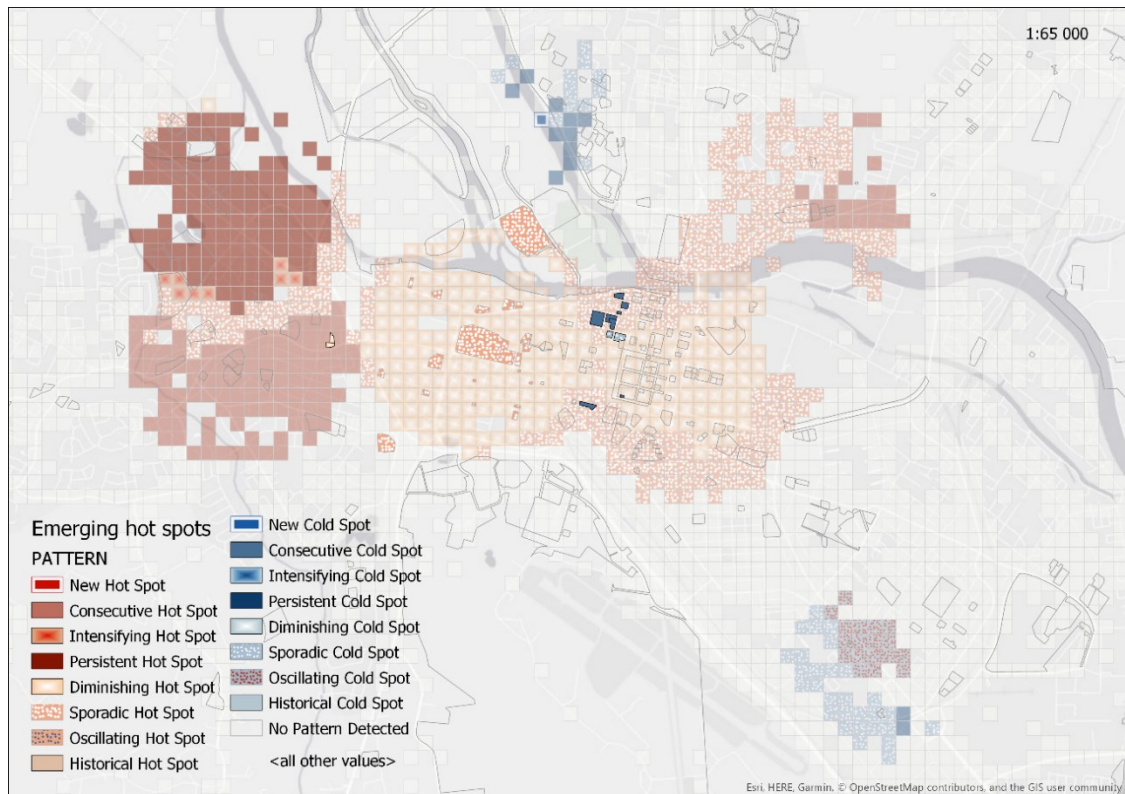 1:65 000
Emerging hot spots
PATTERN
New Hot Spot
Consecutive Hot Spot
Intensifying Hot Spot
Persistent Hot Spot
Diminishing Hot Spot
Sporadic Hot Spot
Oscillating Hot Spot
Historical Hot Spot
New Cold Spot
Consecutive Cold Spot
Intensifying Cold Spot
Persistent Cold Spot
Diminishing Cold Spot
Sporadic Cold Spot
Oscillating Cold Spot
Historical Cold Spot
No Pattern Detected
<all other values>
Esri, HERE, Garmin, © OpenStreetMap contributors, and the GIS user community